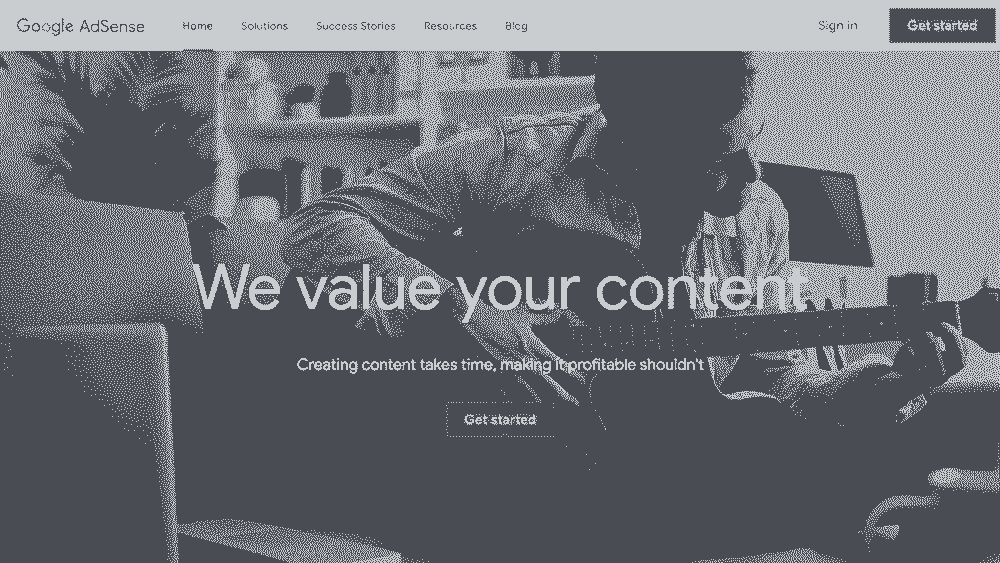 Google AdSense
Home
Solutions
Success Stories
Resources
Blog
Sign in
Get started
We value your content
Creating content takes time, making it profitable shouldn't
Get started